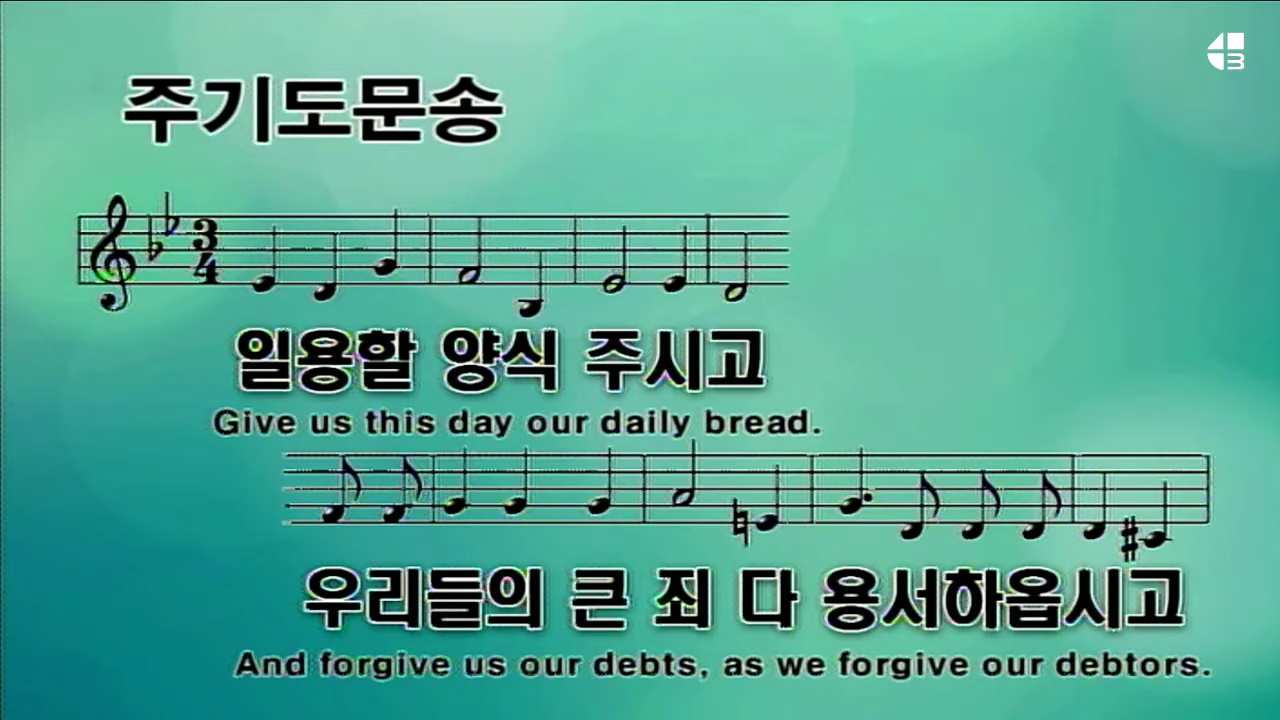 주기도문송
3
4
일용할 양식 주시고
Give us this day our daily bread.
우리들의 큰 죄 다 용서하옵시고
And forgive us our debts, as we forgive our debtors.